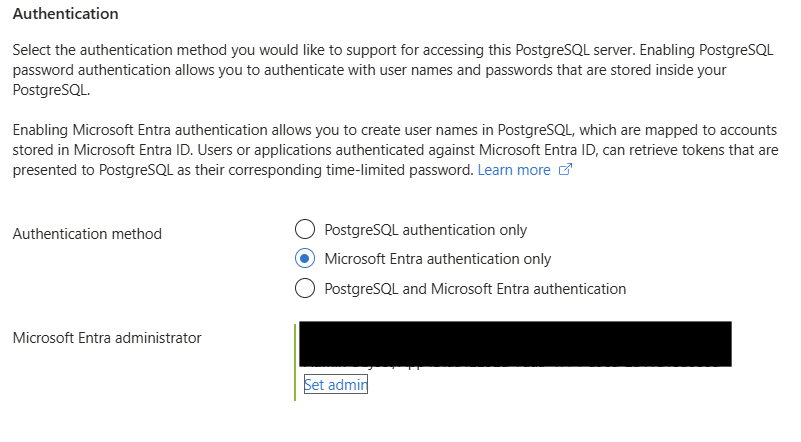 Authentication
Select the authentication method you would like to support for accessing this PostgreSQL server. Enabling PostgreSQL
password authentication allows you to authenticate with user names and passwords that are stored inside your
PostgreSQL.
Enabling Microsoft Entra authentication allows you to create user names in PostgreSQL, which are mapped to accounts
stored in Microsoft Entra ID. Users or applications authenticated against Microsoft Entra ID, can retrieve tokens that are
presented to PostgreSQL as their corresponding time-limited password. Learn more
Authentication method
PostgreSQL authentication only
Microsoft Entra authentication only
PostgreSQL and Microsoft Entra authentication
Microsoft Entra administrator
Set admin